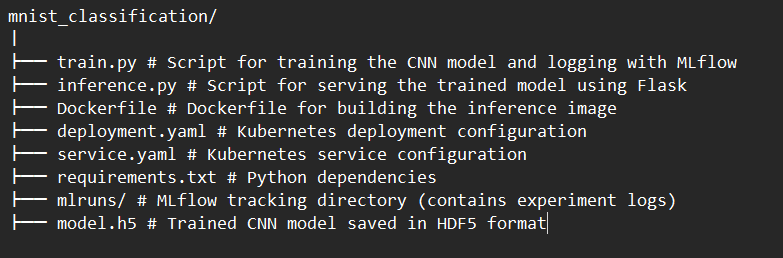 mnist_classification/
|
├── train.py # Script for training the CNN model and logging with MLflow
├── inference.py # Script for serving the trained model using Flask
├── Dockerfile # Dockerfile for building the inference image
├── deployment.yaml # Kubernetes deployment configuration
├── service.yaml # Kubernetes service configuration
├── requirements.txt # Python dependencies
├── mlruns/ # MLflow tracking directory (contains experiment logs)
├── model.h5 # Trained CNN model saved in HDF5 format